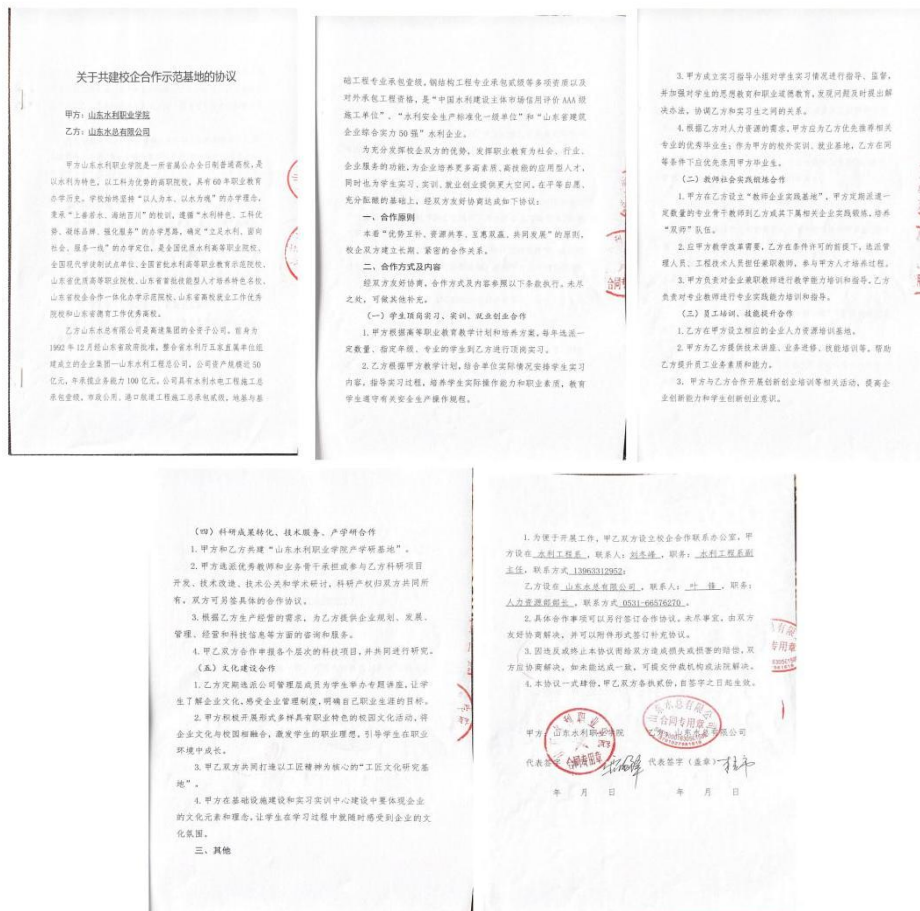 关于共建校企合作示范基地的协议
甲方：山东水利职业学院
乙方：山东水总有限公司
甲方山东水利职业学院是一所省属公办全日制普通高校，是
以水利为特色，以工科为优势的高职院校，具有60年职业教育
办学历史。学校始终坚持“以人为本、以水为魂”的办学理念，
秉承“上善若水、海纳百川”的校训，遵循“水利特色、工科优
势、凝练品牌、强化服务”的办学思路，确定“立足水利，面向
社会、服务一线”的办学定位，是全国优质水利高等职业院校、
全国现代学徒制试点单位、全国首批水利高等职业教育示范院校、
山东省优质高等职业院校、山东省首批技能型人才培养特色名校、
山东省校企合作一体化办学示范院校、山东省高校就业工作优秀
院校和山东省德育工作优秀高校。
乙方山东水总有限公司是高速集团的全资子公司，前身为
1992年12月经山东省政府批准，整合省水利厅五家直属单位组
建成立的企业集团—山东水利工程总公司，公司资产规模近50
亿元，年承揽业务能力100亿元。公司具有水利水电工程施工总
承包壹级，市政公用、港口航道工程施工总承包贰级，地基与基
础工程专业承包壹级，钢结构工程专业承包贰级等多项资质以及
对外承包工程资格，是“中国水利建设主体市场信用评价AAA级
施工单位”、“水利安全生产标准化一级单位”和“山东省建筑
企业综合实力50强”水利企业。
为充分发挥校企双方的优势，发挥职业教育为社会、行业、
企业服务的功能，为企业培养更多高素质、高技能的应用型人才，
同时也为学生实习、实训、就业创业提供更大空间，在平等自愿、
充分酝酿的基础上，经双方友好协商达成如下协议：
一、合作原则
本着“优势互补、资源共享、互惠双赢、共同发展”的原则，
校企双方建立长期、紧密的合作关系。
二、合作方式及内容
经双方友好协商，合作方式及内容参照以下条款执行。未尽
之处，可做其他补充。
（一）学生顶岗实习、实训、就业创业合作
1.甲方根据高等职业教育教学计划和培养方案，每年选派一
定数量、指定年级、专业的学生到乙方进行顶岗实习。
2.乙方根据甲方教学计划，结合单位实际情况安排学生实习
内容，指导实习过程，培养学生实际操作能力和职业素质，教育
学生遵守有关安全生产操作规程。
3.甲方成立实习指导小组对学生实习情况进行指导、监督，
并加强对学生的思想教育和职业道德教育，发现问题及时提出解
决办法，协调乙方和实习生之间的关系。
4.根据乙方对人力资源的需求，甲方应为乙方优先推荐相关
专业的优秀毕业生；作为甲方的校外实训、就业基地，乙方在同
等条件下应优先录用甲方毕业生。
（二）教师社会实践锻炼合作
1.甲方在乙方设立“教师企业实践基地”，甲方定期派遣一
定数量的专业骨干教师到乙方或其下属相关企业实践锻炼，培养
“双师”队伍。
2.应甲方教学改革需要，乙方在条件许可的前提下，选派管
理人员、工程技术人员担任兼职教师，参与甲方人才培养过程。
3.甲方负责对企业兼职教师进行教学能力培训和指导。乙方
负责对专业教师进行专业实践能力培训和指导。
（三）员工培训、技能提升合作
1.乙方在甲方设立相应的企业人力资源培训基地。
2.甲方为乙方提供技术讲座、业务进修、技能培训等，帮助
乙方提升员工业务素质和能力。
3.甲方与乙方合作开展创新创业培训等相关活动，提高企
业创新能力和学生创新创业意识。
（四）科研成果转化、技术服务、产学研合作
1.甲方和乙方共建“山东水利职业学院产学研基地”。
2.甲方选派优秀教师和业务骨干承担或参与乙方科研项目
开发、技术改造、技术公关和学术研讨，科研产权归双方共同所
有，双方可另签具体的合作协议。
3.根据乙方生产经营的需求，为乙方提供企业规划、发展、
管理、经营和科技信息等方面的咨询和服务。
4.甲乙双方合作申报各个层次的科技项目，并共同进行研究。
（五）文化建设合作
1.乙方定期选派公司管理层成员为学生举办专题讲座，让学
生了解企业文化，感受企业管理制度，明确自己职业生涯的目标。
2.甲方积极开展形式多样具有职业特色的校园文化活动，将
企业文化与校园相融合，激发学生的职业理想，引导学生在职业
环境中成长。
3.甲乙双方共同打造以工匠精神为核心的“工匠文化研究基
地”。
4.甲方在基础设施建设和实习实训中心建设中要体现企业
的文化元素和理念，让学生在学习过程中就随时感受到企业的文
化氛围。
三、其他
1.为便于开展工作，甲乙双方设立校企合作联系办公室，甲
方设在 水利工程系，联系人：刘冬峰，职务：水利工程系副
主任，联系方式 13963312952；
乙方设在 山东水总有限公司，联系人：叶 锋，职务：
人力资源部部长，联系方式 0531-66576270。
2.具体合作事项可以另行签订合作协议，未尽事宜，由双方
友好协商解决，并可以附件形式签订补充协议。
3.因违反或终止本协议而给双方造成损失或损害的赔偿，双
方应协商解决。如未能达成一致，可提交仲裁机构或法院解决。
4.本协议一式肆份，甲乙双方各执贰份，自签字之日起生效。
甲方：山东水利职业学院 乙方：山东水总有限公司
合同专用章
代表签字 代表签字（盖章）
年 月 日 年 月 日